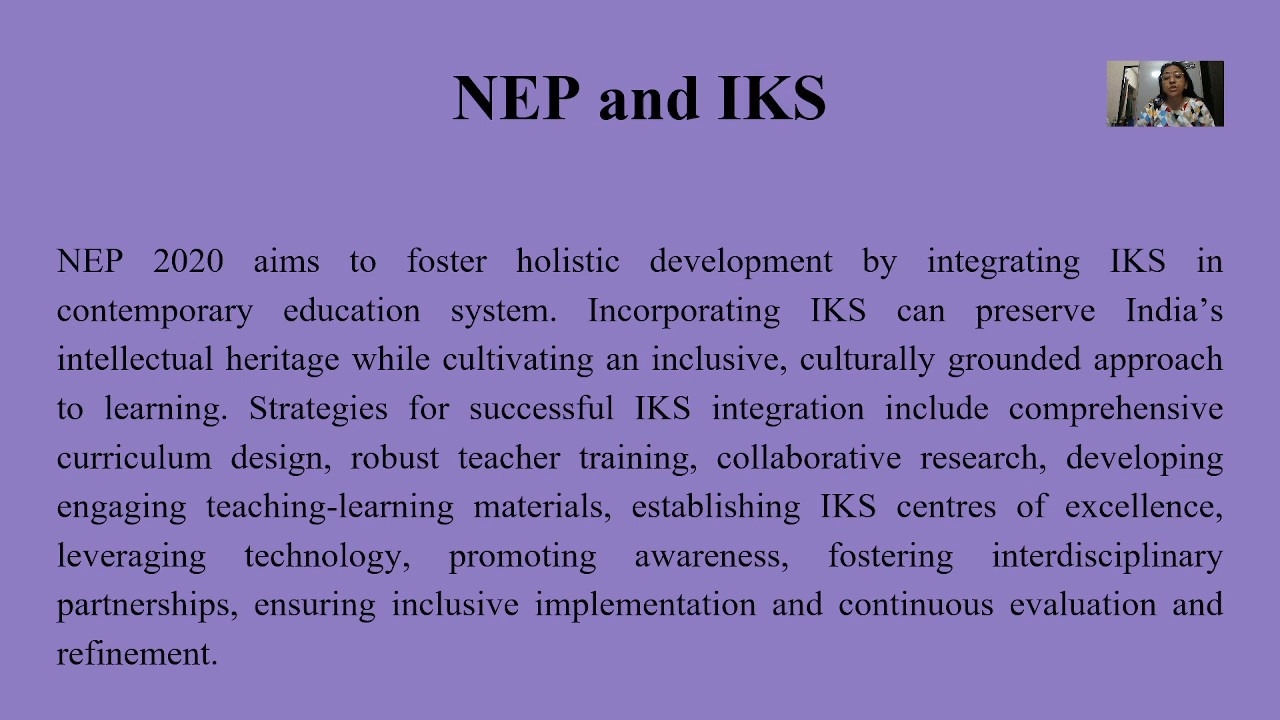 NEP and IKS
NEP 2020 aims to foster holistic development by integrating IKS in
contemporary education system. Incorporating IKS can preserve India’s
intellectual heritage while cultivating an inclusive, culturally grounded approach
to learning. Strategies for successful IKS integration include comprehensive
curriculum design, robust teacher training, collaborative research, developing
engaging teaching-learning materials, establishing IKS centres of excellence,
leveraging technology, promoting awareness, fostering interdisciplinary
partnerships, ensuring inclusive implementation and continuous evaluation and
refinement.